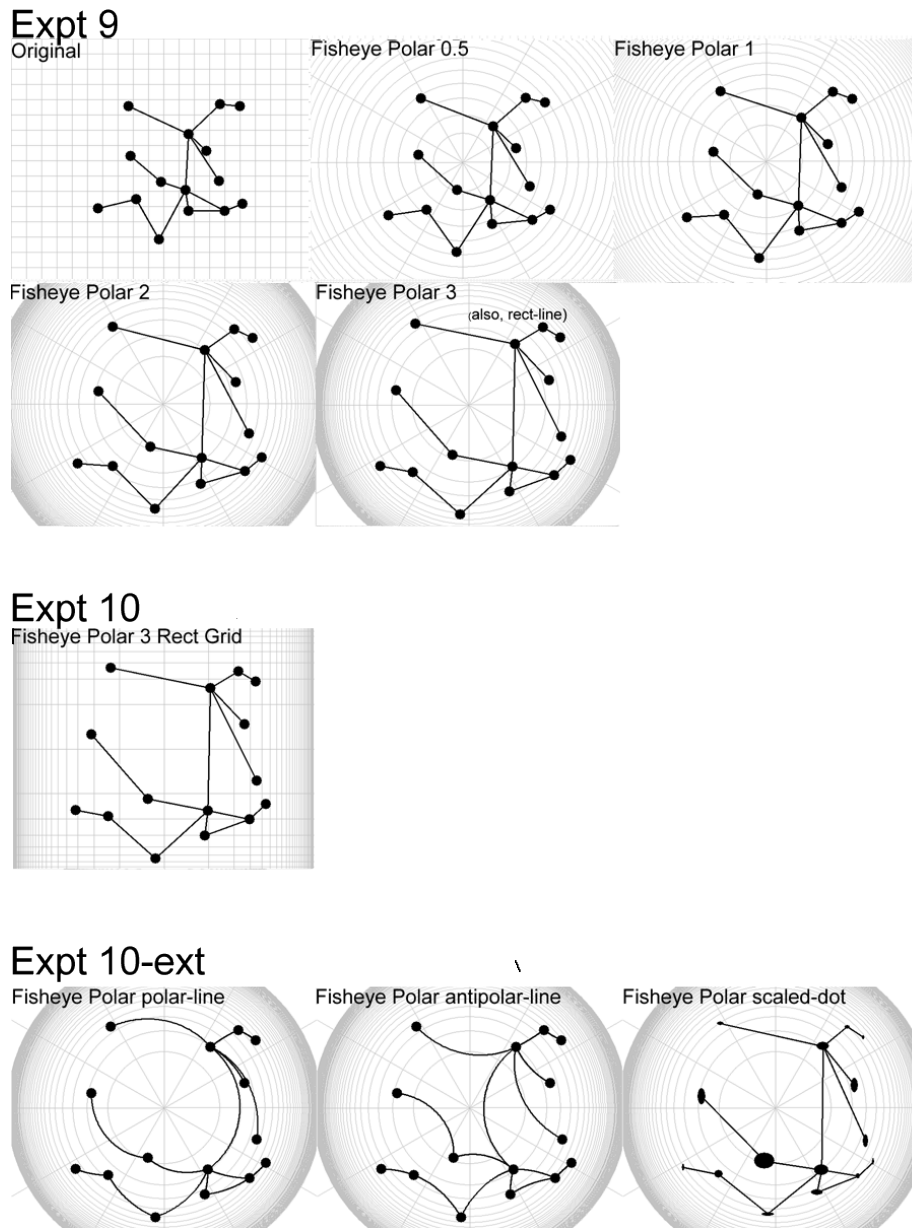 Expt 9
Original
Fisheye Polar 0.5
Fisheye Polar 1
Fisheye Polar 2
Fisheye Polar 3
(also, rect-line)
Expt 10
Fisheye Polar 3 Rect Grid
Expt 10-ext
Fisheye Polar polar-line
Fisheye Polar antipolar-line
Fisheye Polar scaled-dot